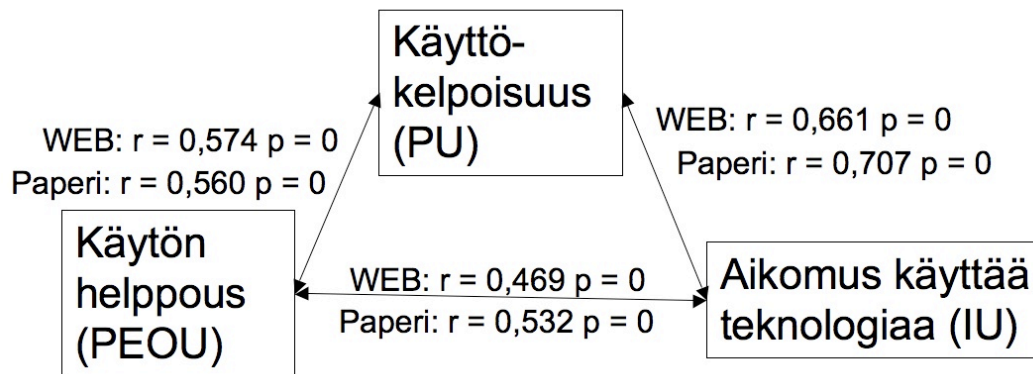 Käyttö-
kelpoisuus
(PU)
WEB: r = 0,574 p = 0
Paperi: r = 0,560 p = 0
WEB: r = 0,661 p = 0
Paperi: r = 0,707 p = 0
Käytön
helppous
(PEOU)
WEB: r = 0,469 p = 0
Paperi: r = 0,532 p = 0
Aikomus käyttää
teknologiaa (IU)